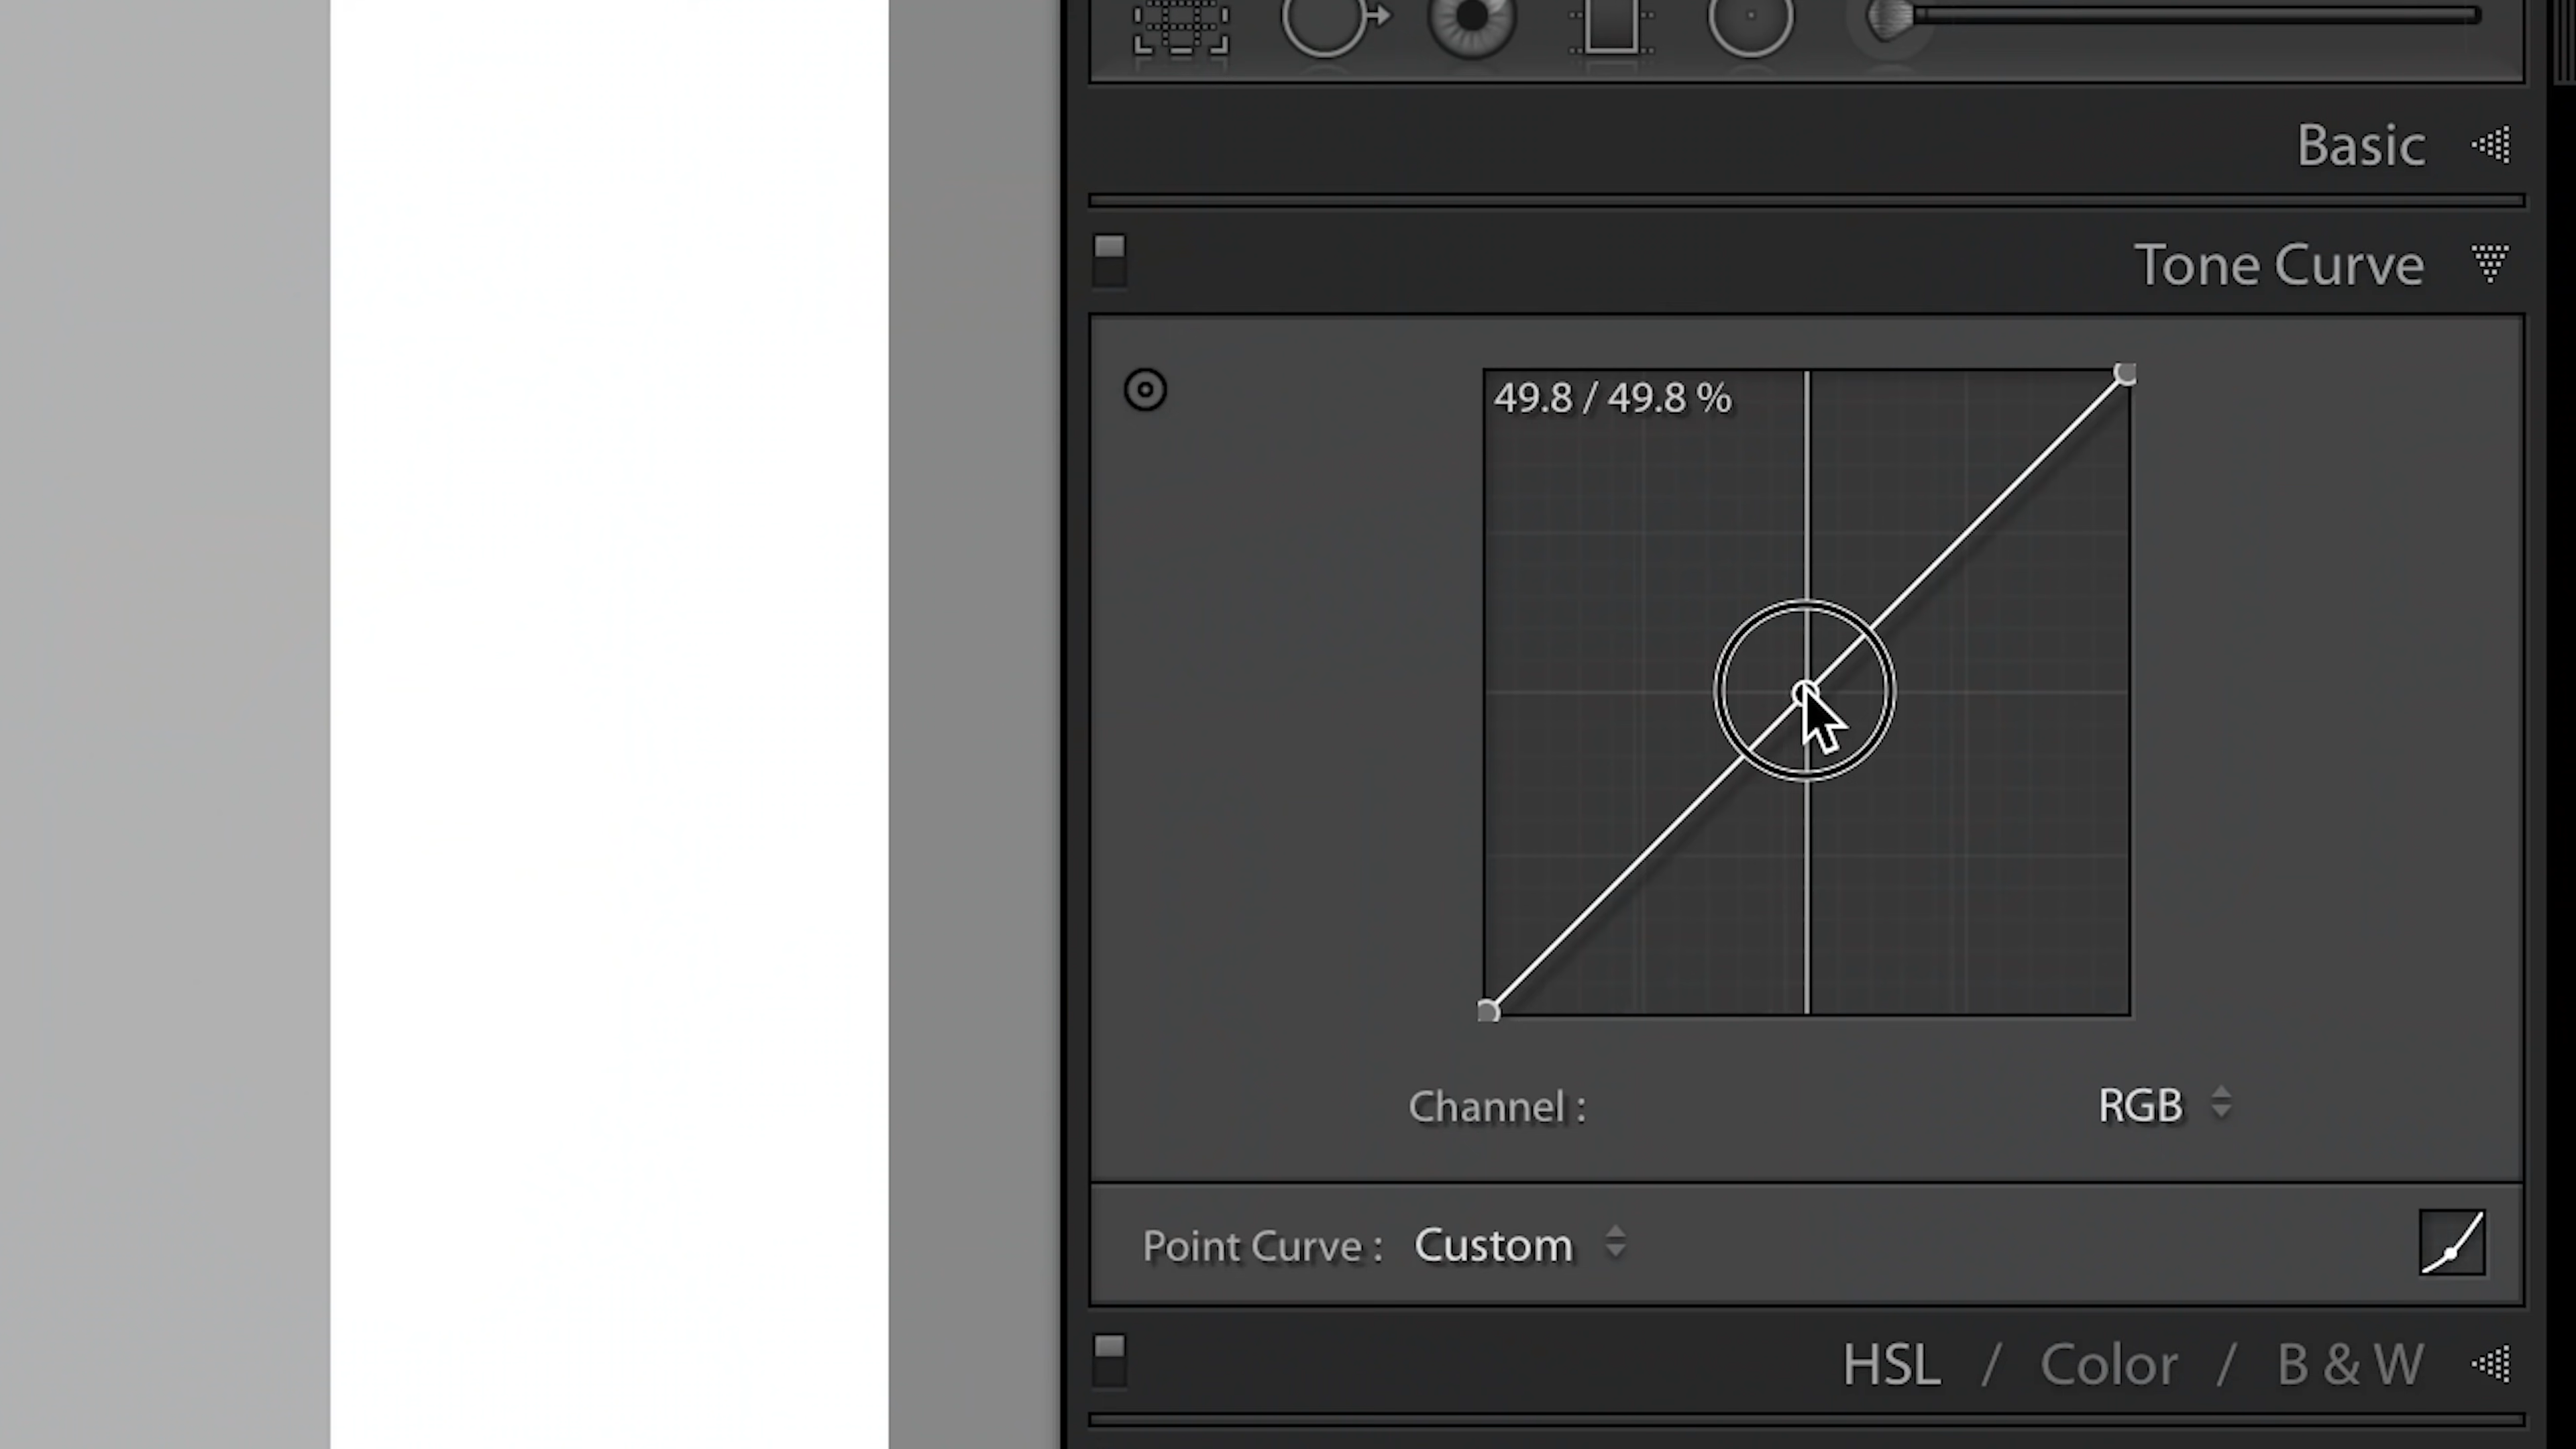 Basic
Tone Curve
49.8 / 49.8 %
Channel : RGB
Point Curve : Custom
HSL / Color / B & W